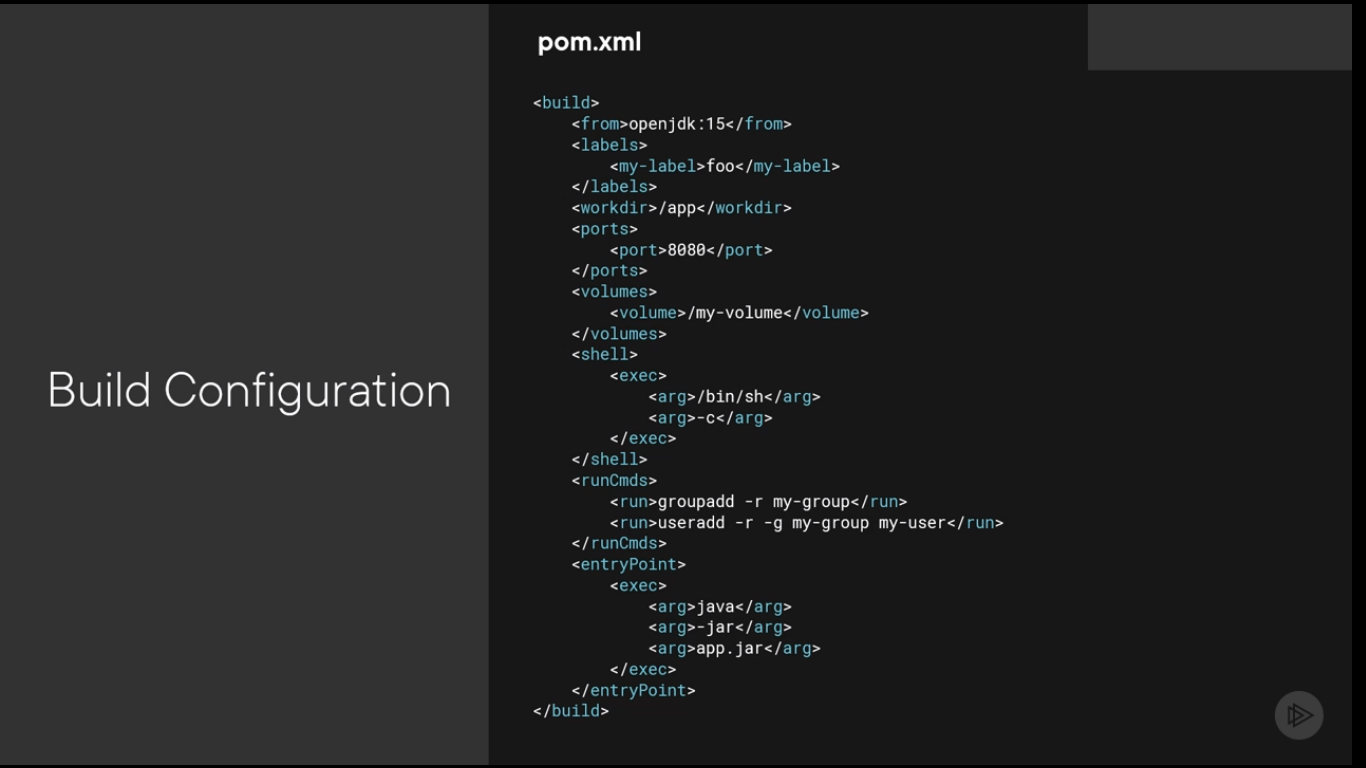 pom.xml
Build Configuration
<build>
    <from>openjdk:15</from>
    <labels>
        <my-label>foo</my-label>
    </labels>
    <workdir>/app</workdir>
    <ports>
        <port>8080</port>
    </ports>
    <volumes>
        <volume>/my-volume</volume>
    </volumes>
    <shell>
        <exec>
            <arg>/bin/sh</arg>
            <arg>-c</arg>
        </exec>
    </shell>
    <runCmds>
        <run>groupadd -r my-group</run>
        <run>useradd -r -g my-group my-user</run>
    </runCmds>
    <entryPoint>
        <exec>
            <arg>java</arg>
            <arg>-jar</arg>
            <arg>app.jar</arg>
        </exec>
    </entryPoint>
</build>